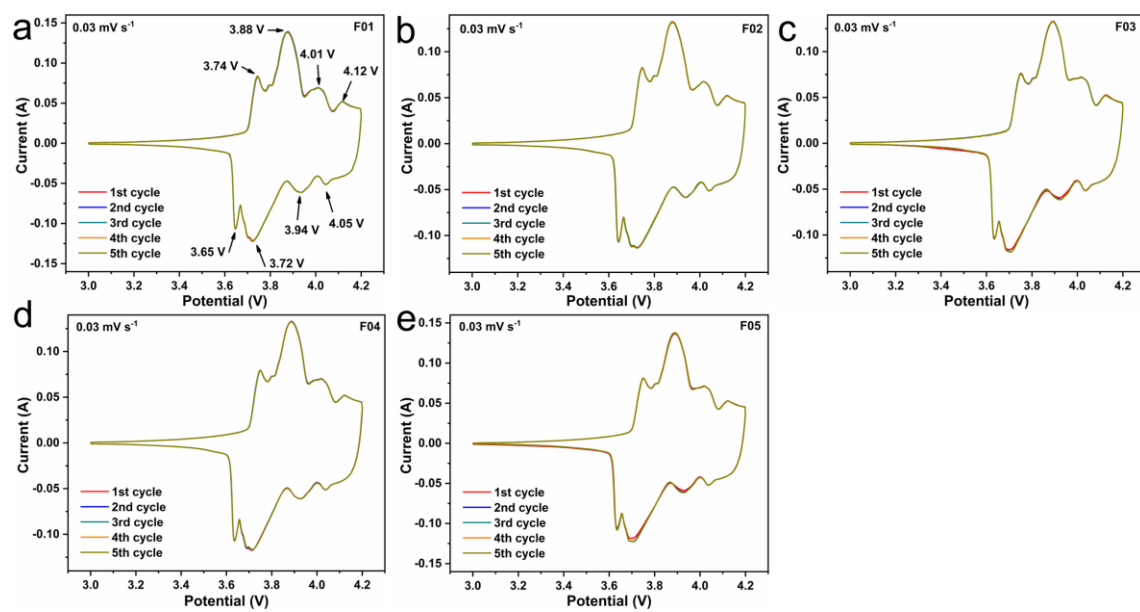 a
0.03 mV s⁻¹
F01
3.88 V
4.01 V
4.12 V
3.74 V
0.15
0.10
0.05
0.00
-0.05
-0.10
-0.15
Current (A)
1st cycle
2nd cycle
3rd cycle
4th cycle
5th cycle
3.65 V
3.72 V
3.94 V
4.05 V
3.0 3.2 3.4 3.6 3.8 4.0 4.2
Potential (V)
b
0.03 mV s⁻¹
F02
0.10
0.05
0.00
-0.05
-0.10
Current (A)
1st cycle
2nd cycle
3rd cycle
4th cycle
5th cycle
3.0 3.2 3.4 3.6 3.8 4.0 4.2
Potential (V)
c
0.03 mV s⁻¹
F03
0.10
0.05
0.00
-0.05
-0.10
Current (A)
1st cycle
2nd cycle
3rd cycle
4th cycle
5th cycle
3.0 3.2 3.4 3.6 3.8 4.0 4.2
Potential (V)
d
0.03 mV s⁻¹
F04
0.10
0.05
0.00
-0.05
-0.10
Current (A)
1st cycle
2nd cycle
3rd cycle
4th cycle
5th cycle
3.0 3.2 3.4 3.6 3.8 4.0 4.2
Potential (V)
e
0.03 mV s⁻¹
F05
0.15
0.10
0.05
0.00
-0.05
-0.10
-0.15
Current (A)
1st cycle
2nd cycle
3rd cycle
4th cycle
5th cycle
3.0 3.2 3.4 3.6 3.8 4.0 4.2
Potential (V)